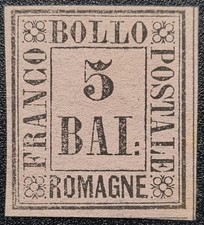 FRANCO BOLLO POSTALE
5
BAI:
ROMAGNE